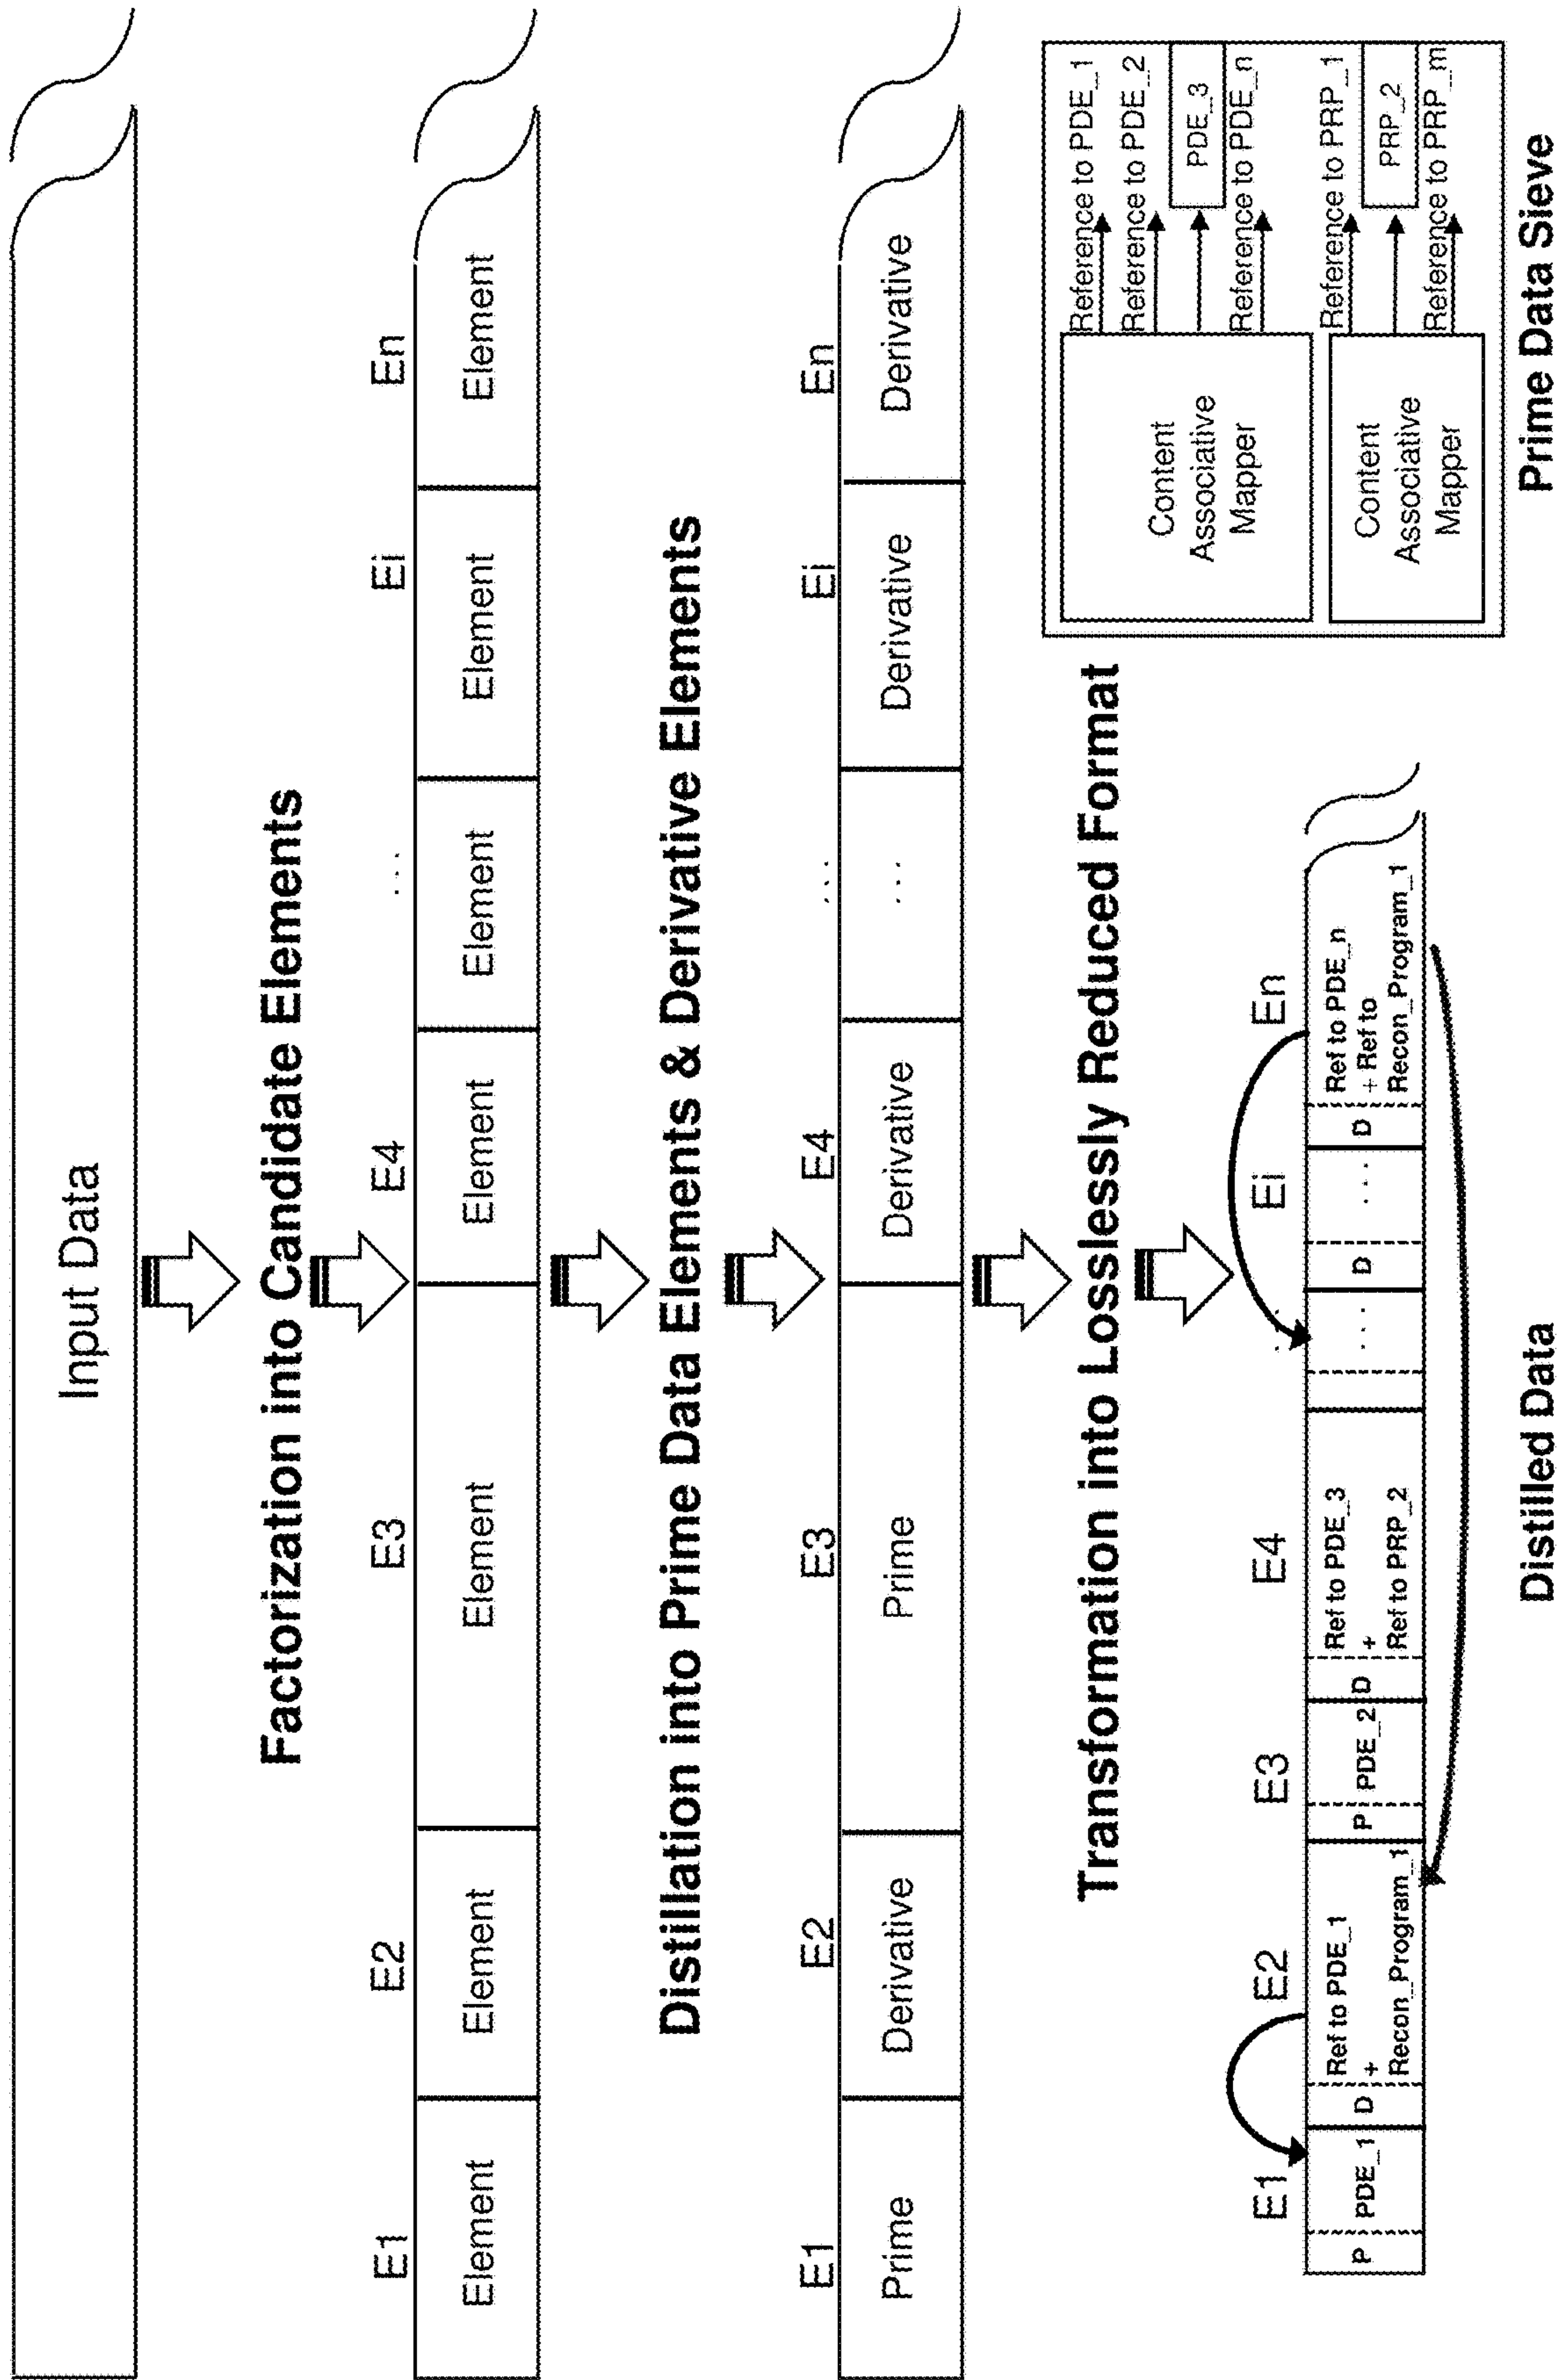 Input Data
Factorization into Candidate Elements
E1 E2 E3 E4 ... Ei En
Element Element Element Element Element Element Element
Distillation into Prime Data Elements & Derivative Elements
E1 E2 E3 E4 ... Ei En
Prime Derivative Prime Derivative ... Derivative Derivative
Transformation into Losslessly Reduced Format
E1 E2 E3 E4 ... Ei En
P PDE_1
D Ref to PDE_1
+
Recon_Program_1
P PDE_2
D Ref to PDE_3
+
Ref to PRP_2
...
D ...
D Ref to PDE_n
+ Ref to
Recon_Program_1
Distilled Data
Content
Associative
Mapper
Reference to PDE_1
Reference to PDE_2
PDE_3
Reference to PDE_n
Content
Associative
Mapper
Reference to PRP_1
PRP_2
Reference to PRP_m
Prime Data Sieve